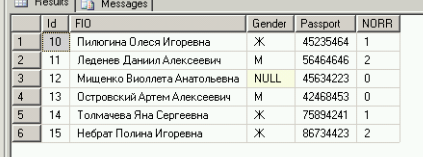 Results Messages
Id FIO Gender Passport NORR
1 10 Пилюгина Олеся Игоревна Ж 45235464 1
2 11 Леденев Даниил Алексеевич М 56464646 2
3 12 Мищенко Виоллета Анатольевна NULL 45634223 0
4 13 Островский Артем Алексеевич М 42468453 0
5 14 Толмачева Яна Сергеевна Ж 75894241 1
6 15 Небрат Полина Игоревна Ж 86734423 2